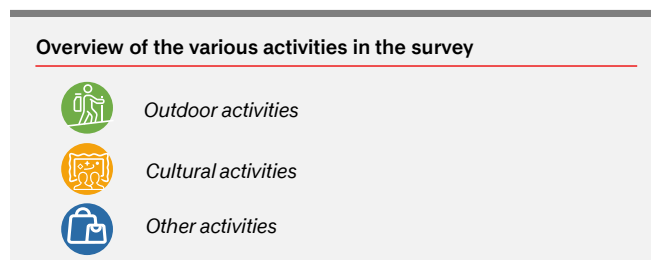 Overview of the various activities in the survey
Outdoor activities
Cultural activities
Other activities